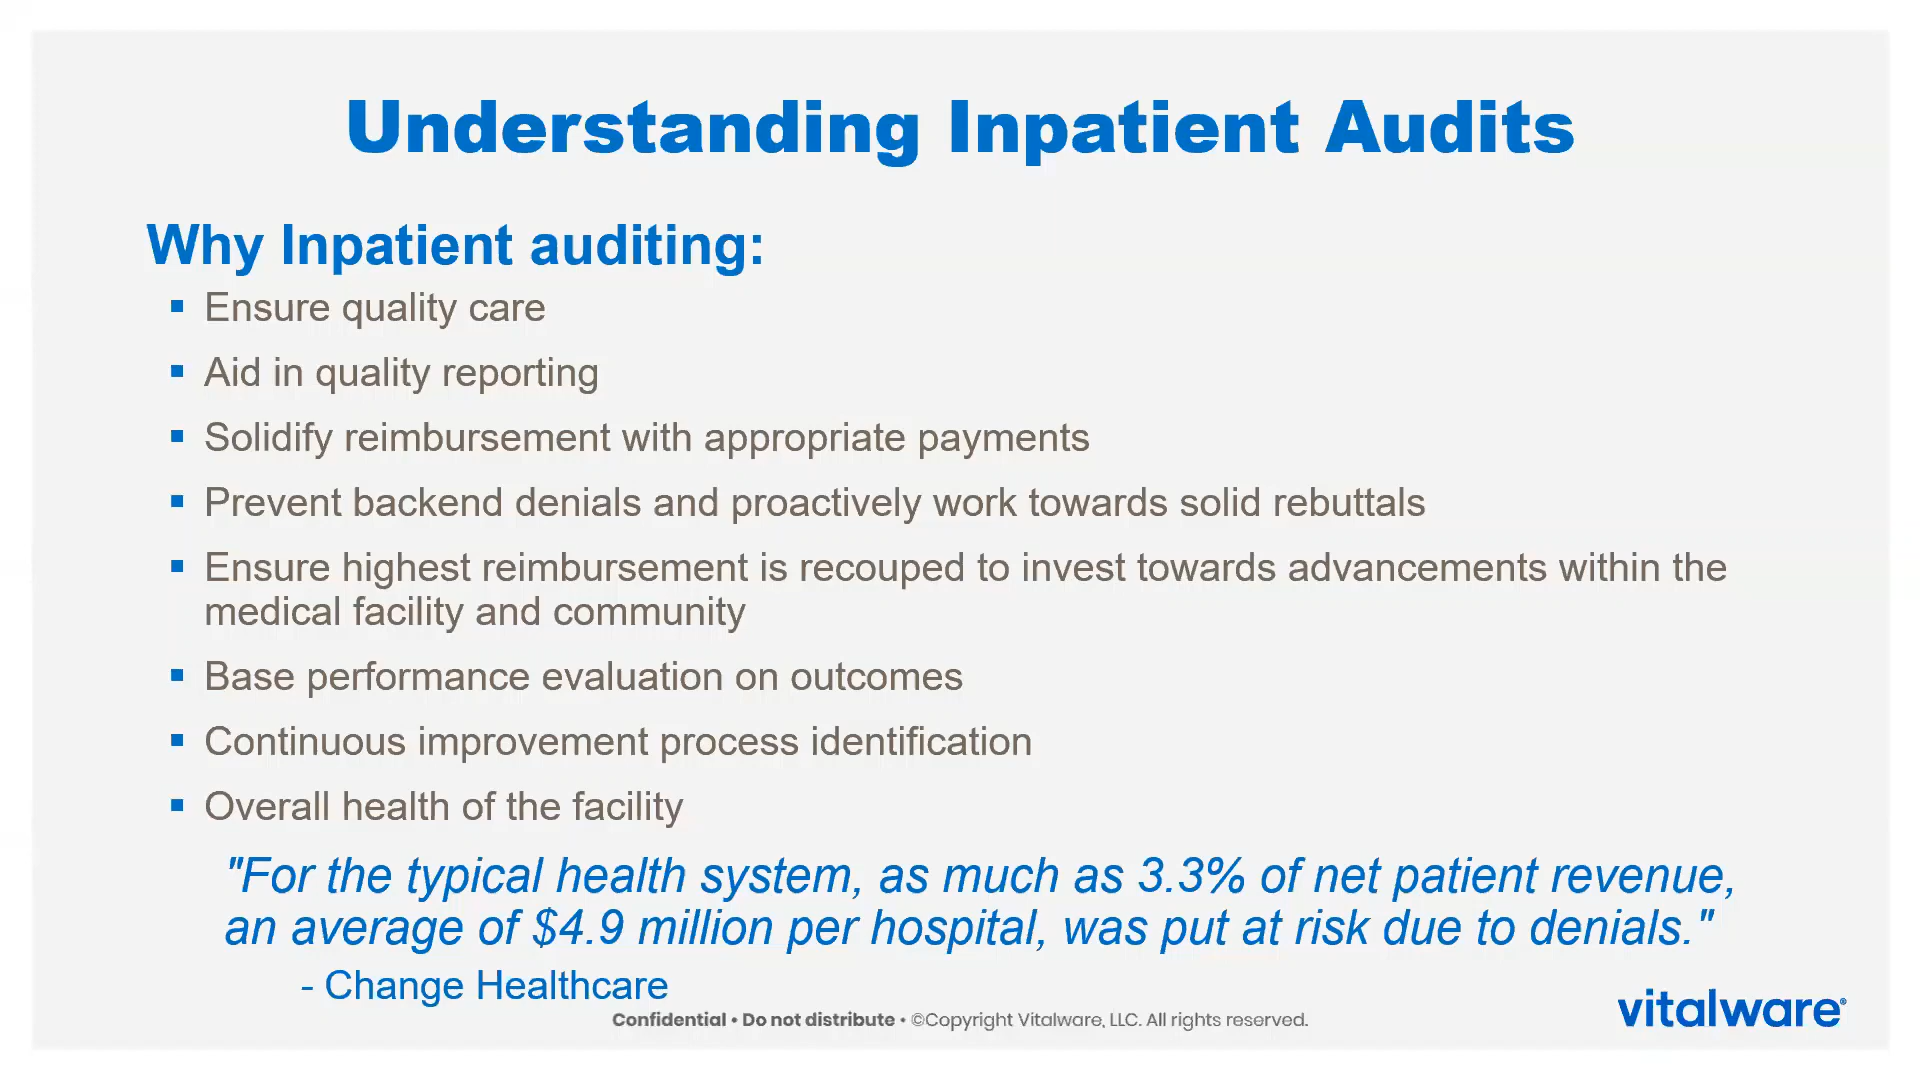 Understanding Inpatient Audits
Why Inpatient auditing:
▪ Ensure quality care
▪ Aid in quality reporting
▪ Solidify reimbursement with appropriate payments
▪ Prevent backend denials and proactively work towards solid rebuttals
▪ Ensure highest reimbursement is recouped to invest towards advancements within the
medical facility and community
▪ Base performance evaluation on outcomes
▪ Continuous improvement process identification
▪ Overall health of the facility
"For the typical health system, as much as 3.3% of net patient revenue,
an average of $4.9 million per hospital, was put at risk due to denials."
- Change Healthcare
Confidential • Do not distribute • ©Copyright Vitalware, LLC. All rights reserved.
vitalware®